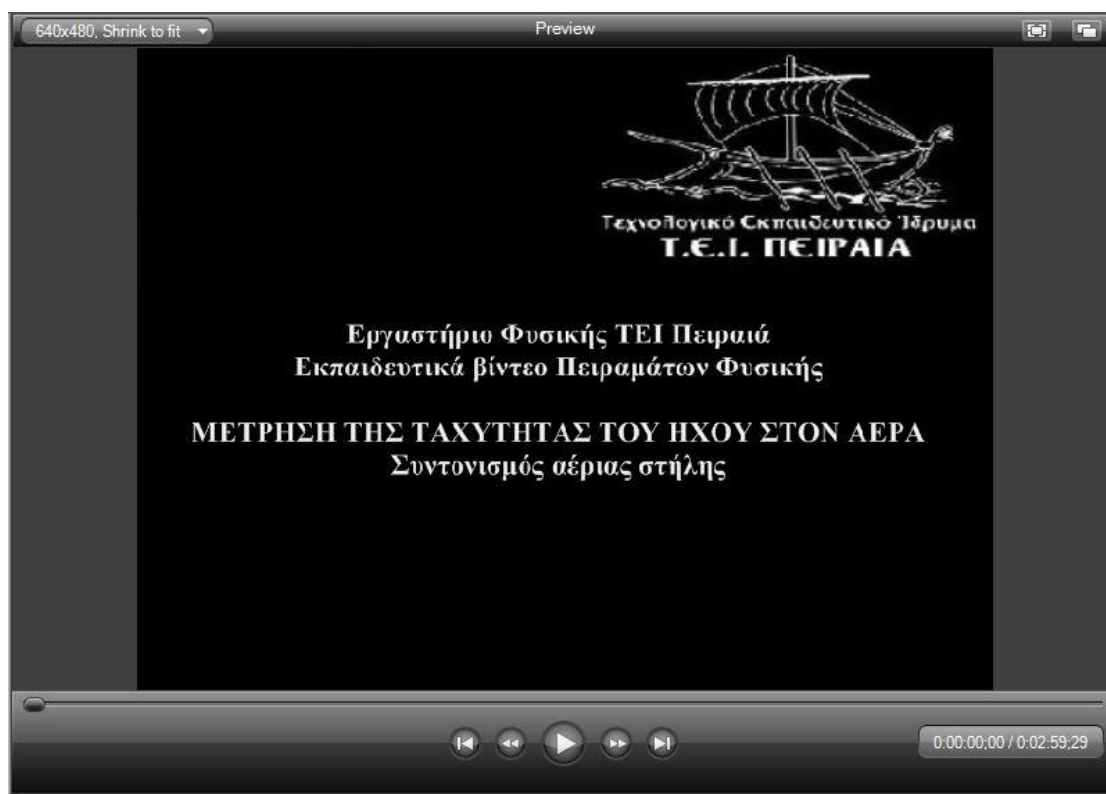 640x480, Shrink to fit
Preview
Τεχνολογικό Εκπαιδευτικό Ίδρυμα
Τ.Ε.Ι. ΠΕΙΡΑΙΑ
Εργαστήριο Φυσικής ΤΕΙ Πειραιά
Εκπαιδευτικά βίντεο Πειραμάτων Φυσικής
ΜΕΤΡΗΣΗ ΤΗΣ ΤΑΧΥΤΗΤΑΣ ΤΟΥ ΗΧΟΥ ΣΤΟΝ ΑΕΡΑ
Συντονισμός αέριας στήλης
0:00:00;00 / 0:02:59;29